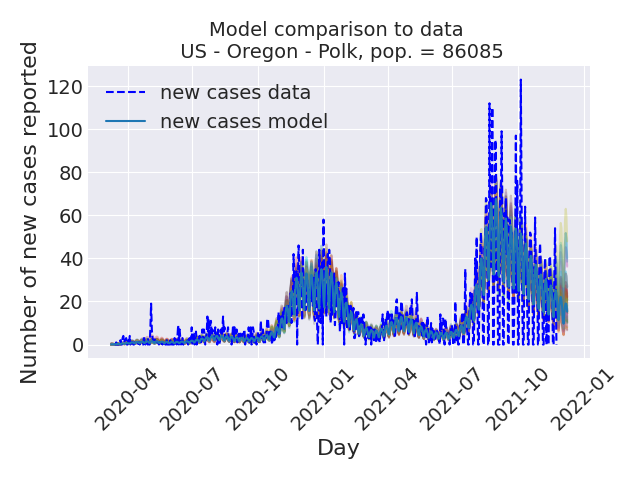 Model comparison to data
US - Oregon - Polk, pop. = 86085
Number of new cases reported
120
100
80
60
40
20
0
new cases data
new cases model
2020-04
2020-07
2020-10
2021-01
2021-04
2021-07
2021-10
2022-01
Day